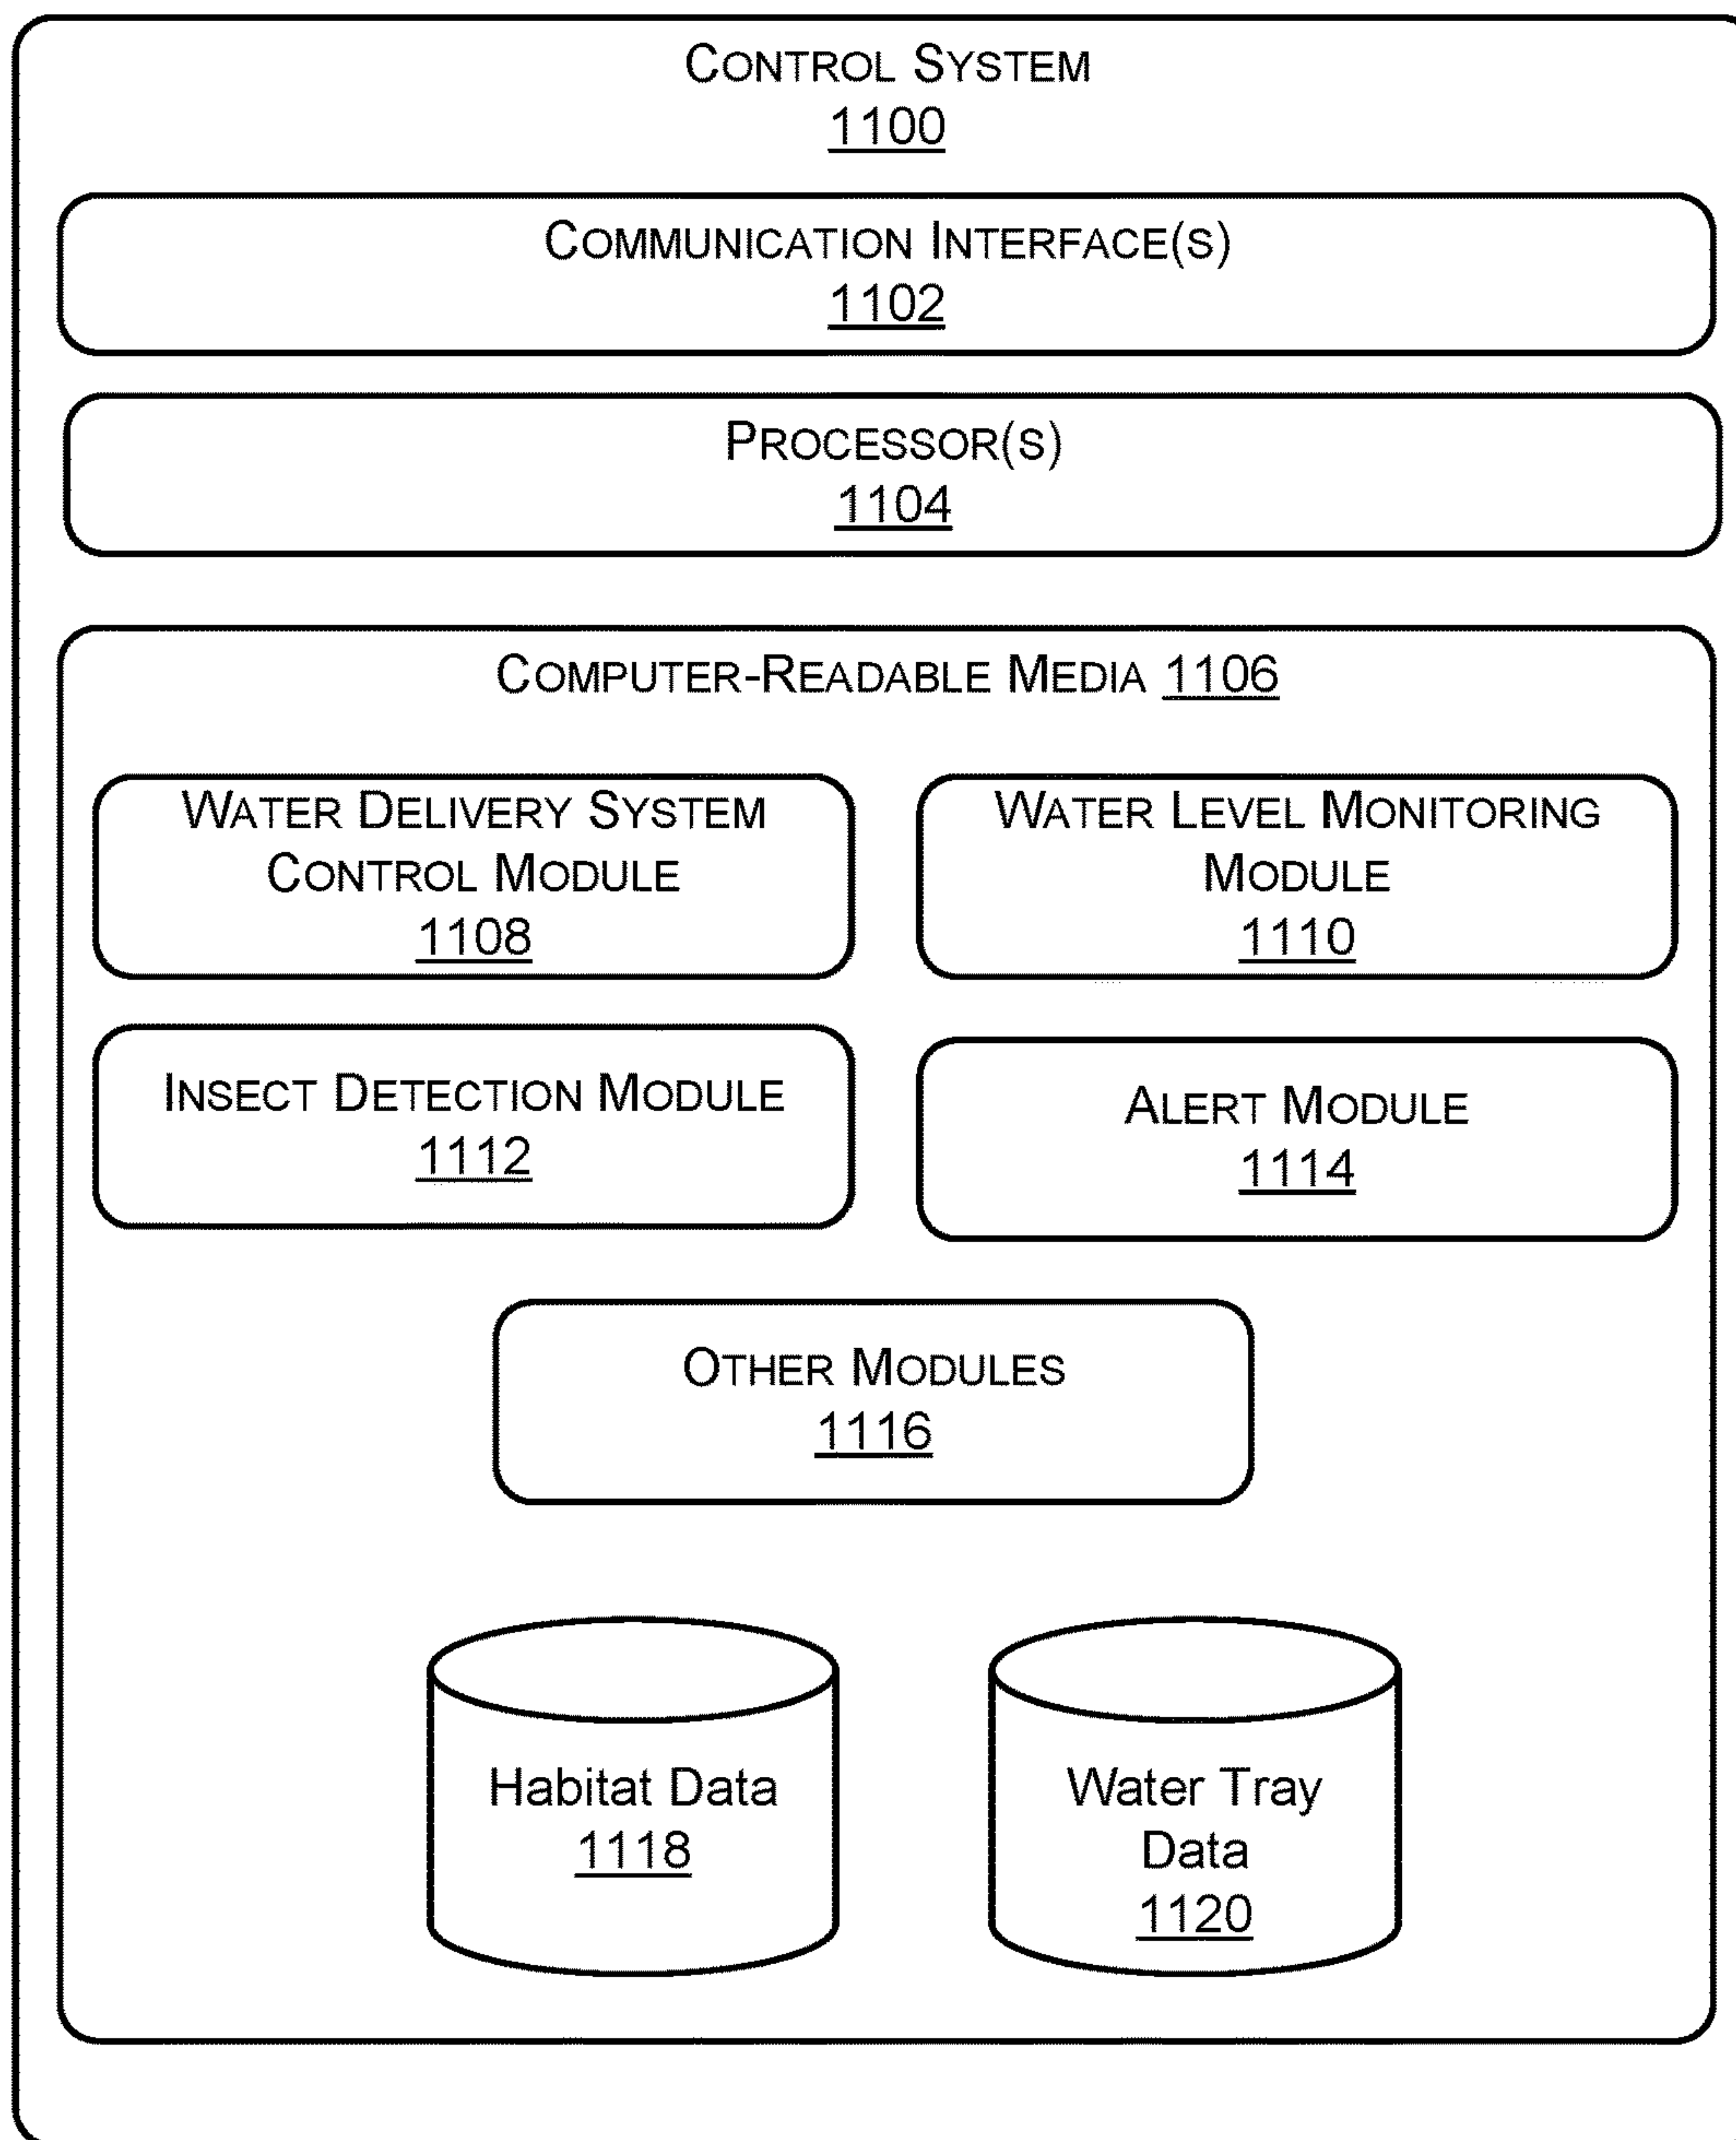 CONTROL SYSTEM
1100
COMMUNICATION INTERFACE(S)
1102
PROCESSOR(S)
1104
COMPUTER-READABLE MEDIA 1106
WATER DELIVERY SYSTEM
CONTROL MODULE
1108
WATER LEVEL MONITORING
MODULE
1110
INSECT DETECTION MODULE
1112
ALERT MODULE
1114
OTHER MODULES
1116
Habitat Data
1118
Water Tray
Data
1120